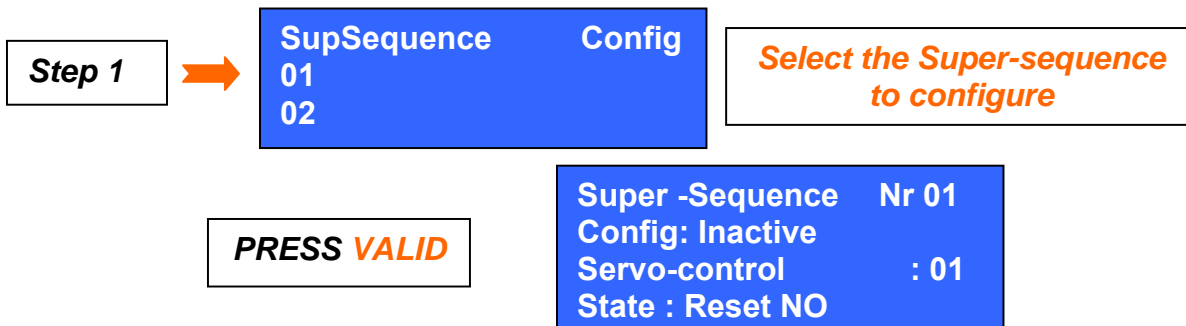 Step 1
SupSequence Config
01
02
Select the Super-sequence
to configure
PRESS VALID
Super -Sequence Nr 01
Config: Inactive
Servo-control : 01
State : Reset NO